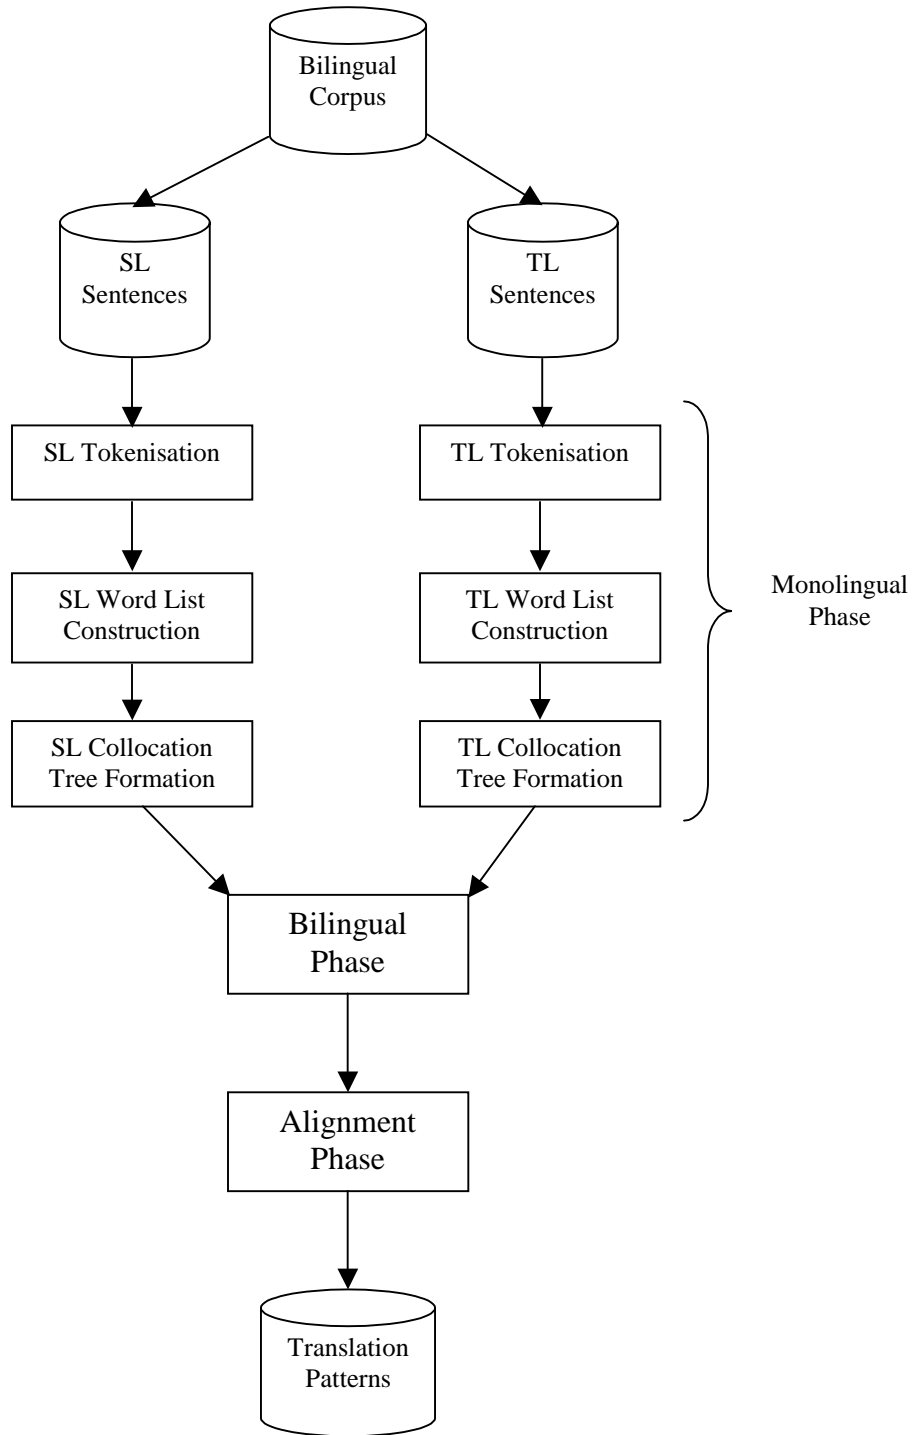 Bilingual
Corpus
SL
Sentences
TL
Sentences
SL Tokenisation
TL Tokenisation
SL Word List
Construction
TL Word List
Construction
Monolingual
Phase
SL Collocation
Tree Formation
TL Collocation
Tree Formation
Bilingual
Phase
Alignment
Phase
Translation
Patterns